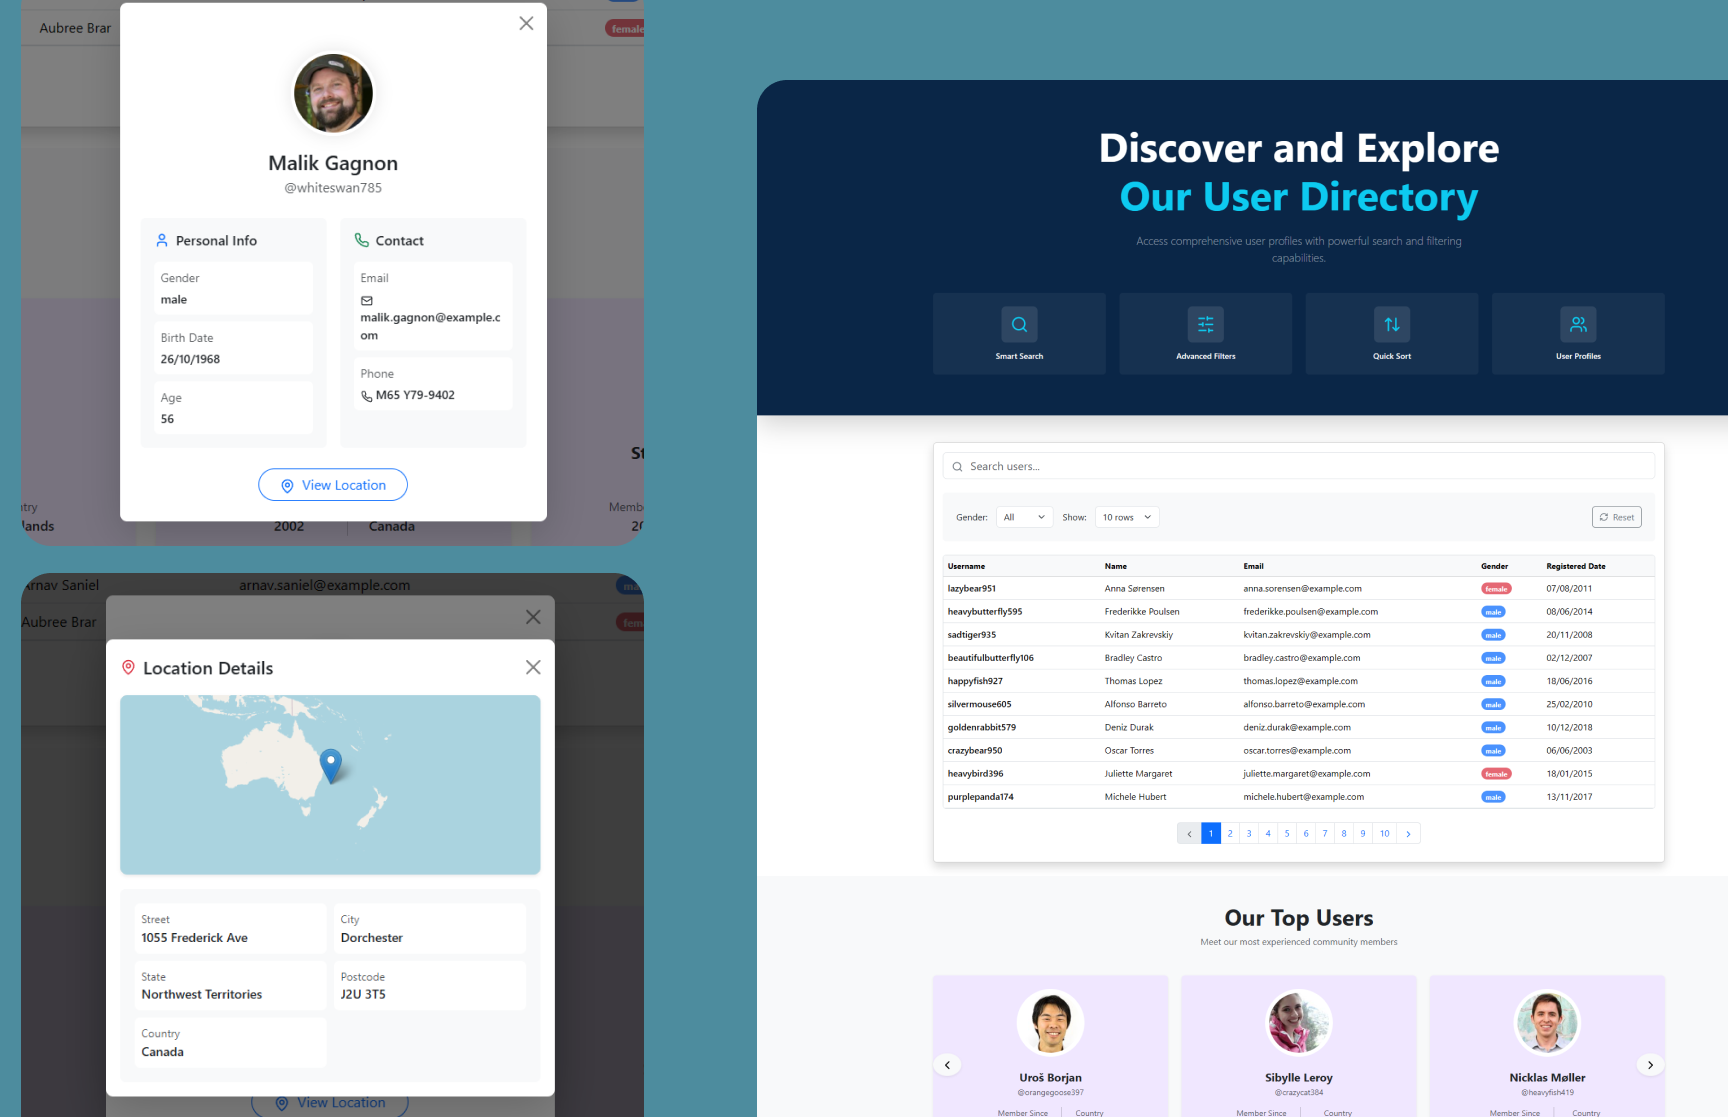 Aubree Brar
female
Malik Gagnon
@whiteswan785
Personal Info
Gender
male
Birth Date
26/10/1968
Age
56
Contact
Email
malik.gagnon@example.c
om
Phone
M65 Y79-9402
View Location
2002
Canada
Arnav Saniel
arnav.saniel@example.com
Aubree Brar
Location Details
Street
1055 Frederick Ave
City
Dorchester
State
Northwest Territories
Postcode
J2U 3T5
Country
Canada
View Location
Discover and Explore
Our User Directory
Access comprehensive user profiles with powerful search and filtering
capabilities.
Smart Search
Advanced Filters
Quick Sort
User Profiles
Search users...
Gender: All Show: 10 rows Reset
Username Name Email Gender Registered Date
lazybear951 Anna Sørensen anna.sorensen@example.com female 07/08/2011
heavybutterfly595 Frederikke Poulsen frederikke.poulsen@example.com male 08/06/2014
sadtiger935 Kvitan Zakrevskiy kvitan.zakrevskiy@example.com male 20/11/2008
beautifulbutterfly106 Bradley Castro bradley.castro@example.com male 02/12/2007
happyfish927 Thomas Lopez thomas.lopez@example.com male 18/06/2016
silvermouse605 Alfonso Barreto alfonso.barreto@example.com male 25/02/2010
goldenrabbit579 Deniz Durak deniz.durak@example.com male 10/12/2018
crazybear950 Oscar Torres oscar.torres@example.com male 06/06/2003
heavybird396 Juliette Margaret juliette.margaret@example.com female 18/01/2015
purplepanda174 Michele Hubert michele.hubert@example.com male 13/11/2017
1 2 3 4 5 6 7 8 9 10
Our Top Users
Meet our most experienced community members
Uroš Borjan
@orangegoose397
Member Since Country
Sibylle Leroy
@crazycat384
Member Since Country
Nicklas Møller
@heavyfish419
Member Since Country